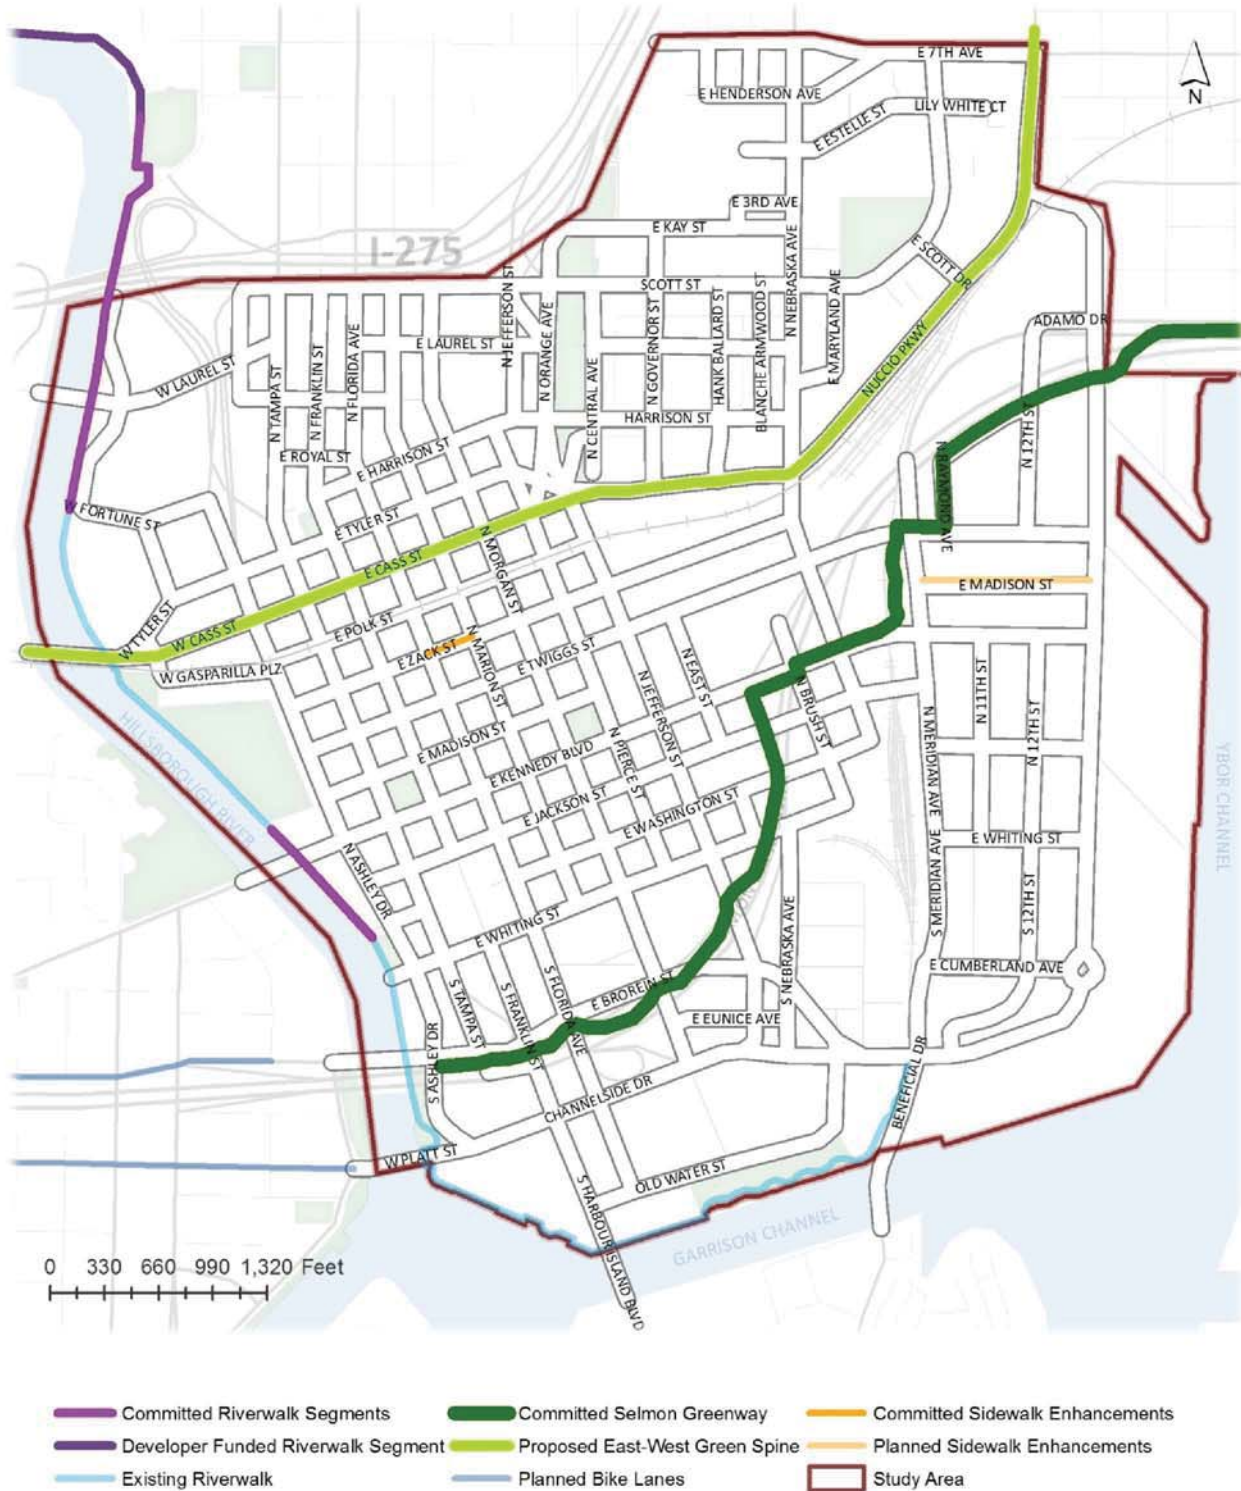 E 7TH AVE
N
E HENDERSON AVE
LILY WHITE CT
E ESTELLE ST
E 3RD AVE
E KAY ST
I-275
E SCOTT DR
SCOTT ST
N JEFFERSON ST
N ORANGE AVE
N GOVERNOR ST
HANK BALLARD ST
BLANCHE ARMWOOD ST
N NEBRASKA AVE
E MARYLAND AVE
ADAMO DR
E LAUREL ST
NUCCIO PKWY
W LAUREL ST
N TAMPA ST
N FRANKLIN ST
N FLORIDA AVE
N CENTRAL AVE
HARRISON ST
N 12TH ST
E ROYAL ST
E HARRISON ST
N RAYMOND AVE
W FORTUNE ST
E TYLER ST
N MORGAN ST
E CASS ST
E MADISON ST
W TYLER ST
W CASS ST
E POLK ST
E ZACK ST
N MARION ST
E TWIGGS ST
W GASPARILLA PLZ
N JEFFERSON ST
N EAST ST
N BRUSH ST
N 11TH ST
N 12TH ST
HILLSBOROUGH RIVER
E MADISON ST
E KENNEDY BLVD
N PIERCE ST
N MERIDIAN AVE
YBOR CHANNEL
E JACKSON ST
E WASHINGTON ST
N ASHLEY DR
E WHITING ST
S MERIDIAN AVE
S 12TH ST
E WHITING ST
S NEBRASKA AVE
E CUMBERLAND AVE
S TAMPA ST
S FRANKLIN ST
S FLORIDA AVE
E BROREIN ST
E EUNICE AVE
S ASHLEY DR
CHANNELSIDE DR
BENEFICIAL DR
W PLATT ST
OLD WATER ST
S HARBOUR ISLAND BLVD
GARRISON CHANNEL
0 330 660 990 1,320 Feet
Committed Riverwalk Segments
Committed Selmon Greenway
Committed Sidewalk Enhancements
Developer Funded Riverwalk Segment
Proposed East-West Green Spine
Planned Sidewalk Enhancements
Existing Riverwalk
Planned Bike Lanes
Study Area